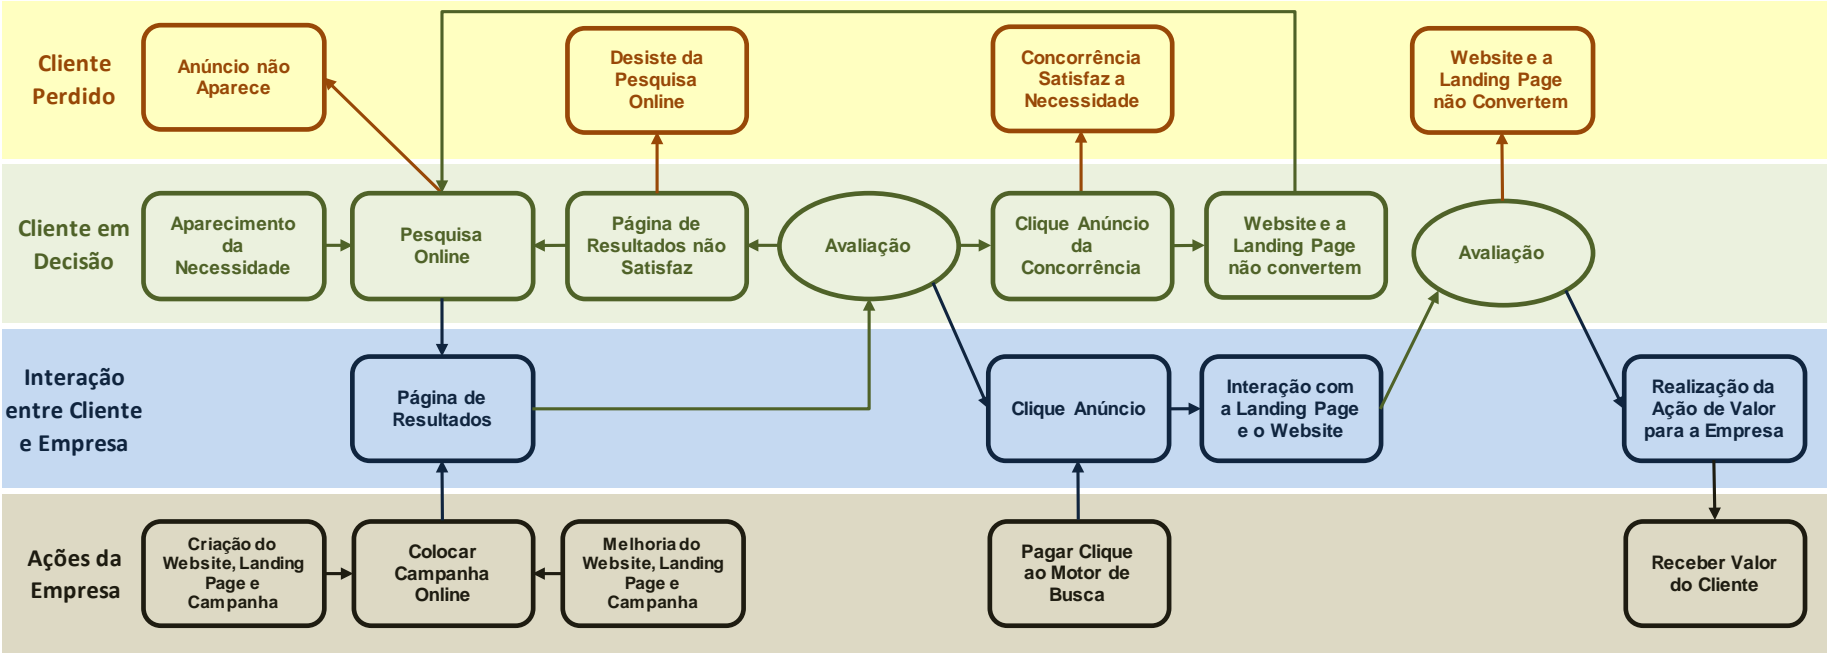 Cliente
Perdido
Anúncio não
Aparece
Desiste da
Pesquisa
Online
Concorrência
Satisfaz a
Necessidade
Website e a
Landing Page
não Convertem
Cliente em
Decisão
Aparecimento
da
Necessidade
Pesquisa
Online
Página de
Resultados não
Satisfaz
Avaliação
Clique Anúncio
da
Concorrência
Website e a
Landing Page
não convertem
Avaliação
Interação
entre Cliente
e Empresa
Página de
Resultados
Clique Anúncio
Interação com
a Landing Page
e o Website
Realização da
Ação de Valor
para a Empresa
Ações da
Empresa
Criação do
Website, Landing
Page e
Campanha
Colocar
Campanha
Online
Melhoria do
Website, Landing
Page e
Campanha
Pagar Clique
ao Motor de
Busca
Receber Valor
do Cliente